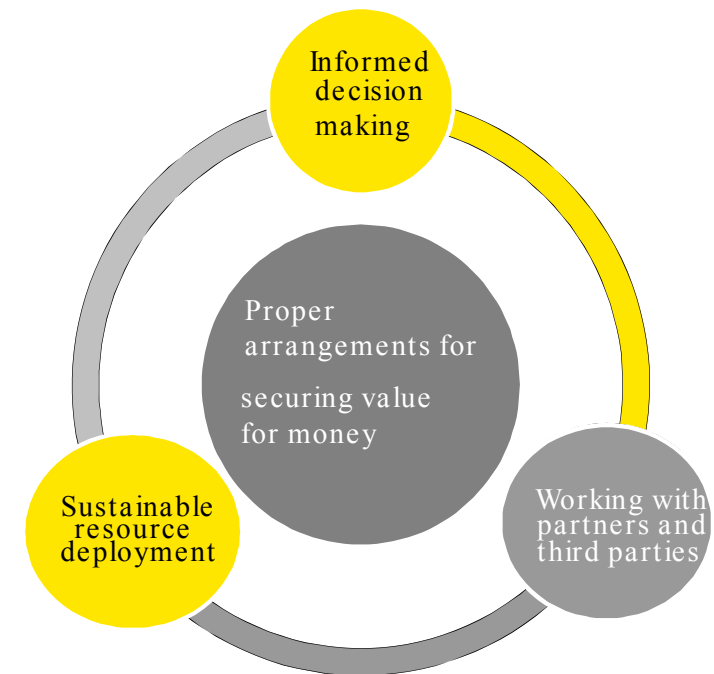 Informed
decision
making
Proper
arrangements for
securing value
for money
Sustainable
resource
deployment
Working with
partners and
third parties